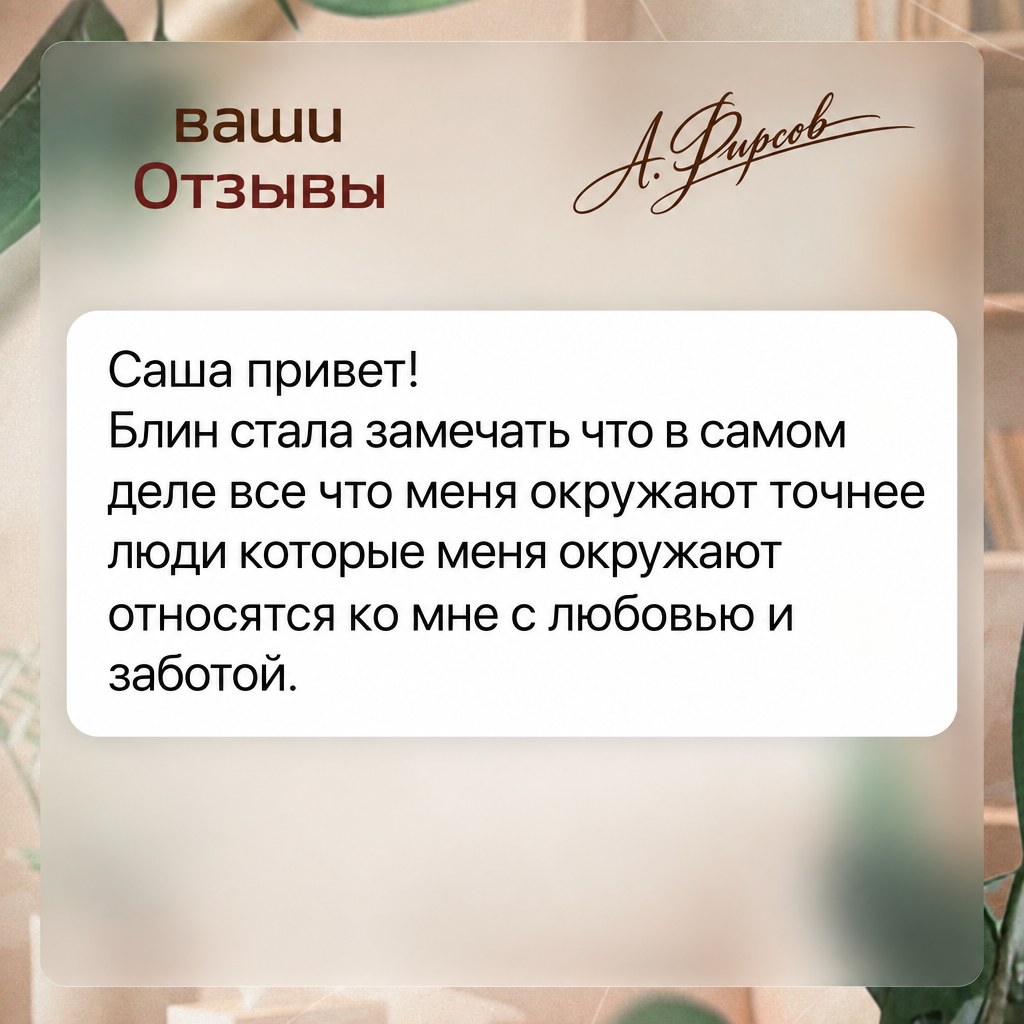 ваши
Отзывы
А. Фирсов
Саша привет!
Блин стала замечать что в самом
деле все что меня окружают точнее
люди которые меня окружают
относятся ко мне с любовью и
заботой.